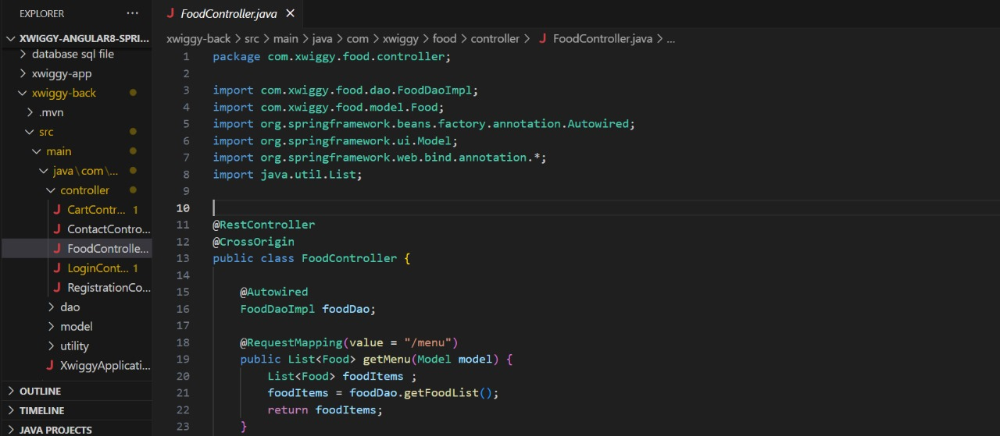 EXPLORER ...
XWIGGY-ANGULAR8-SPRI...
database sql file
xwiggy-app
xwiggy-back
.mvn
src
main
java\com\...
controller
CartContr... 1
ContactContro...
FoodControlle...
LoginCont... 1
RegistrationCo...
dao
model
utility
XwiggyApplicati...
OUTLINE
TIMELINE
JAVA PROJECTS
J FoodController.java ×
xwiggy-back > src > main > java > com > xwiggy > food > controller > J FoodController.java > ...
1 package com.xwiggy.food.controller;
2
3 import com.xwiggy.food.dao.FoodDaoImpl;
4 import com.xwiggy.food.model.Food;
5 import org.springframework.beans.factory.annotation.Autowired;
6 import org.springframework.ui.Model;
7 import org.springframework.web.bind.annotation.*;
8 import java.util.List;
9
10
11 @RestController
12 @CrossOrigin
13 public class FoodController {
14
15     @Autowired
16     FoodDaoImpl foodDao;
17
18     @RequestMapping(value = "/menu")
19     public List<Food> getMenu(Model model) {
20         List<Food> foodItems ;
21         foodItems = foodDao.getFoodList();
22         return foodItems;
23     }